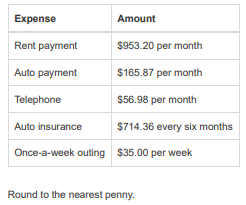 Expense Amount
Rent payment $953.20 per month
Auto payment $165.87 per month
Telephone $56.98 per month
Auto insurance $714.36 every six months
Once-a-week outing $35.00 per week
Round to the nearest penny.